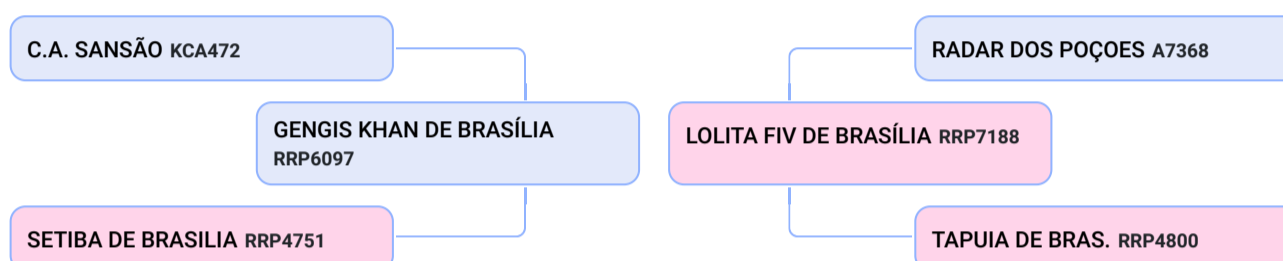 C.A. SANSÃO KCA472
RADAR DOS POÇOES A7368
GENGIS KHAN DE BRASÍLIA
RRP6097
LOLITA FIV DE BRASÍLIA RRP7188
SETIBA DE BRASILIA RRP4751
TAPUIA DE BRAS. RRP4800